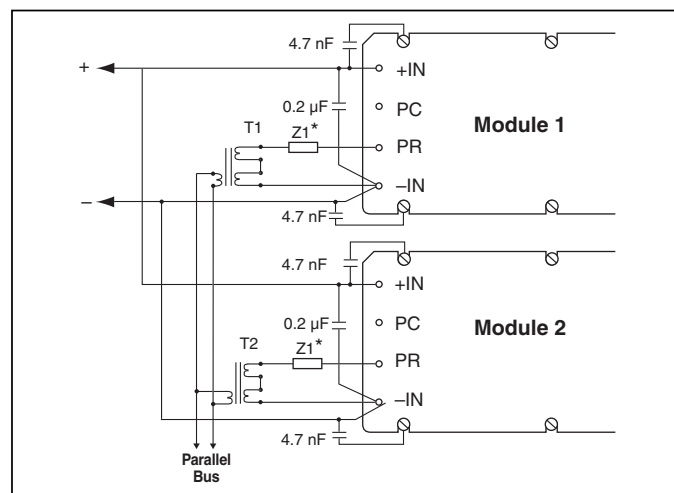 4.7 nF
+
+IN
0.2 µF
PC
T1
Z1*
Module 1
PR
–
–IN
4.7 nF
4.7 nF
+IN
0.2 µF
PC
T2
Z1*
Module 2
PR
–IN
4.7 nF
Parallel
Bus